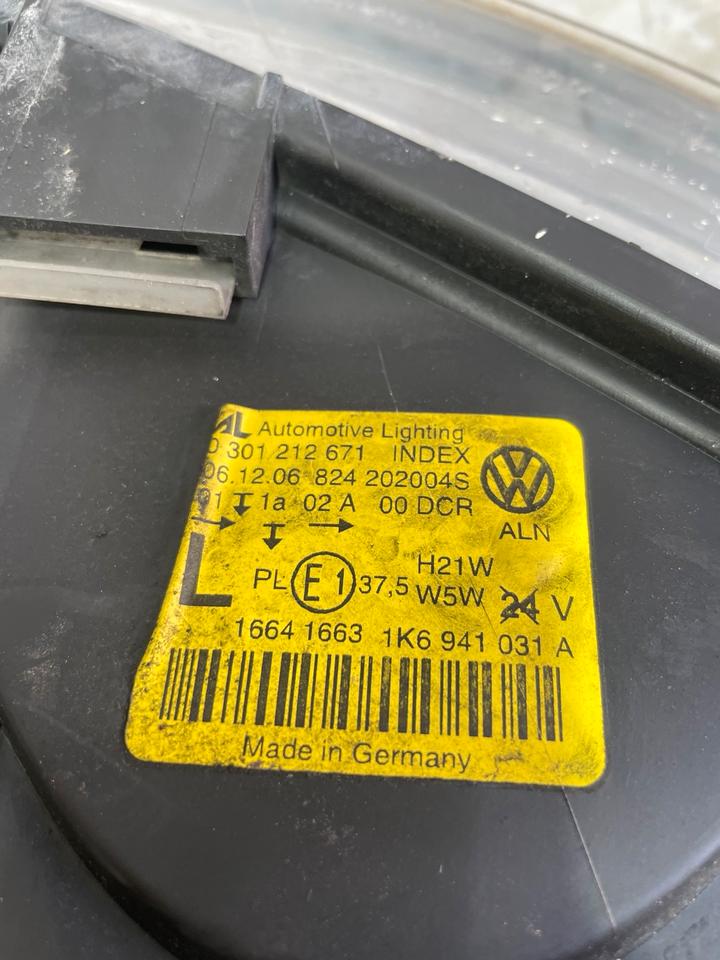 AL Automotive Lighting
0 301 212 671 INDEX
06.12.06 824 202004S
1a 02 A 00 DCR
ALN
L
PL E1 37,5 H21W
W5W 24 V
1664 1663 1K6 941 031 A
Made in Germany